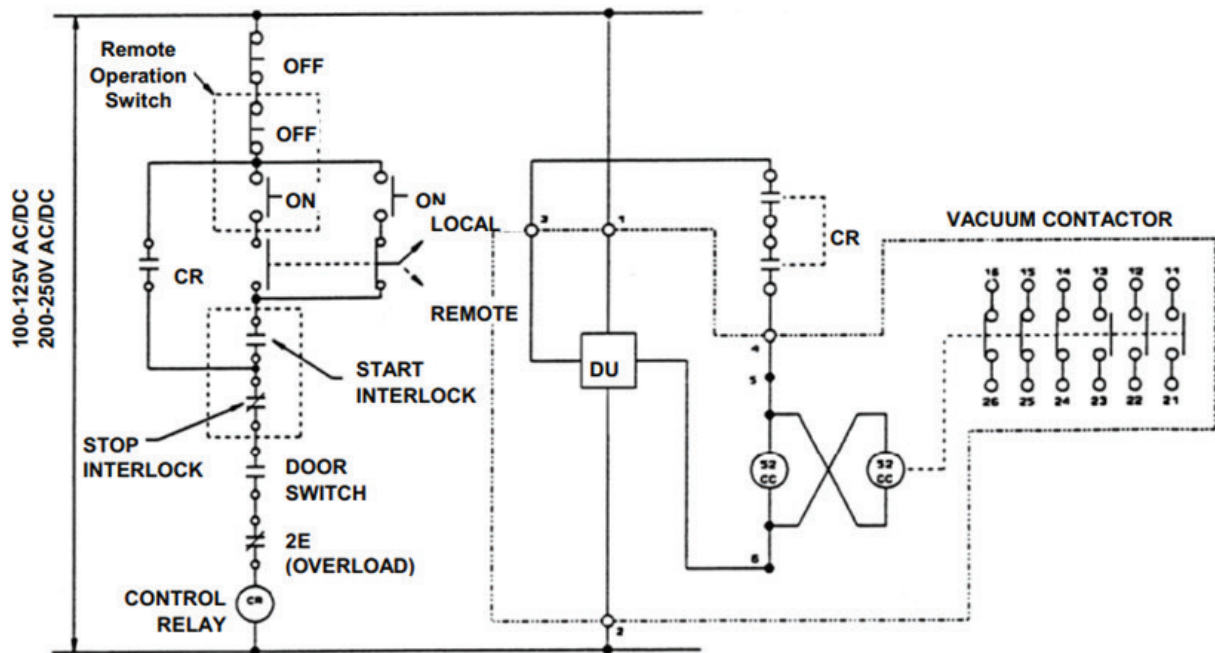 Remote
Operation
Switch
OFF
OFF
ON
ON
LOCAL
REMOTE
CR
100-1125V AC/DC
200-250V AC/DC
START
INTERLOCK
STOP
INTERLOCK
DOOR
SWITCH
2E
(OVERLOAD)
CONTROL
RELAY
CR
3
1
CR
4
5
DU
52
CC
52
CC
6
2
VACUUM CONTACTOR
16 15 14 13 12 11
26 25 24 23 22 21